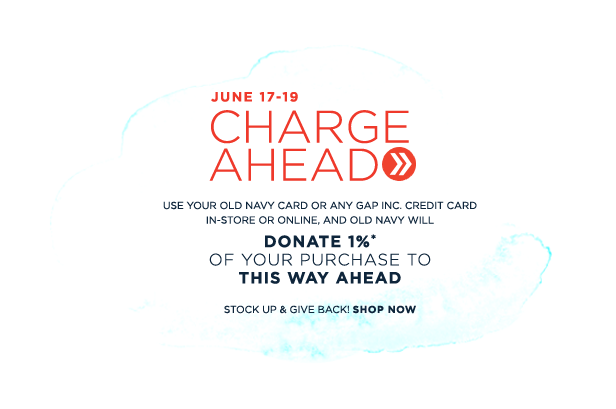 JUNE 17-19
CHARGE
AHEAD
USE YOUR OLD NAVY CARD OR ANY GAP INC. CREDIT CARD
IN-STORE OR ONLINE, AND OLD NAVY WILL
DONATE 1%*
OF YOUR PURCHASE TO
THIS WAY AHEAD
STOCK UP & GIVE BACK! SHOP NOW